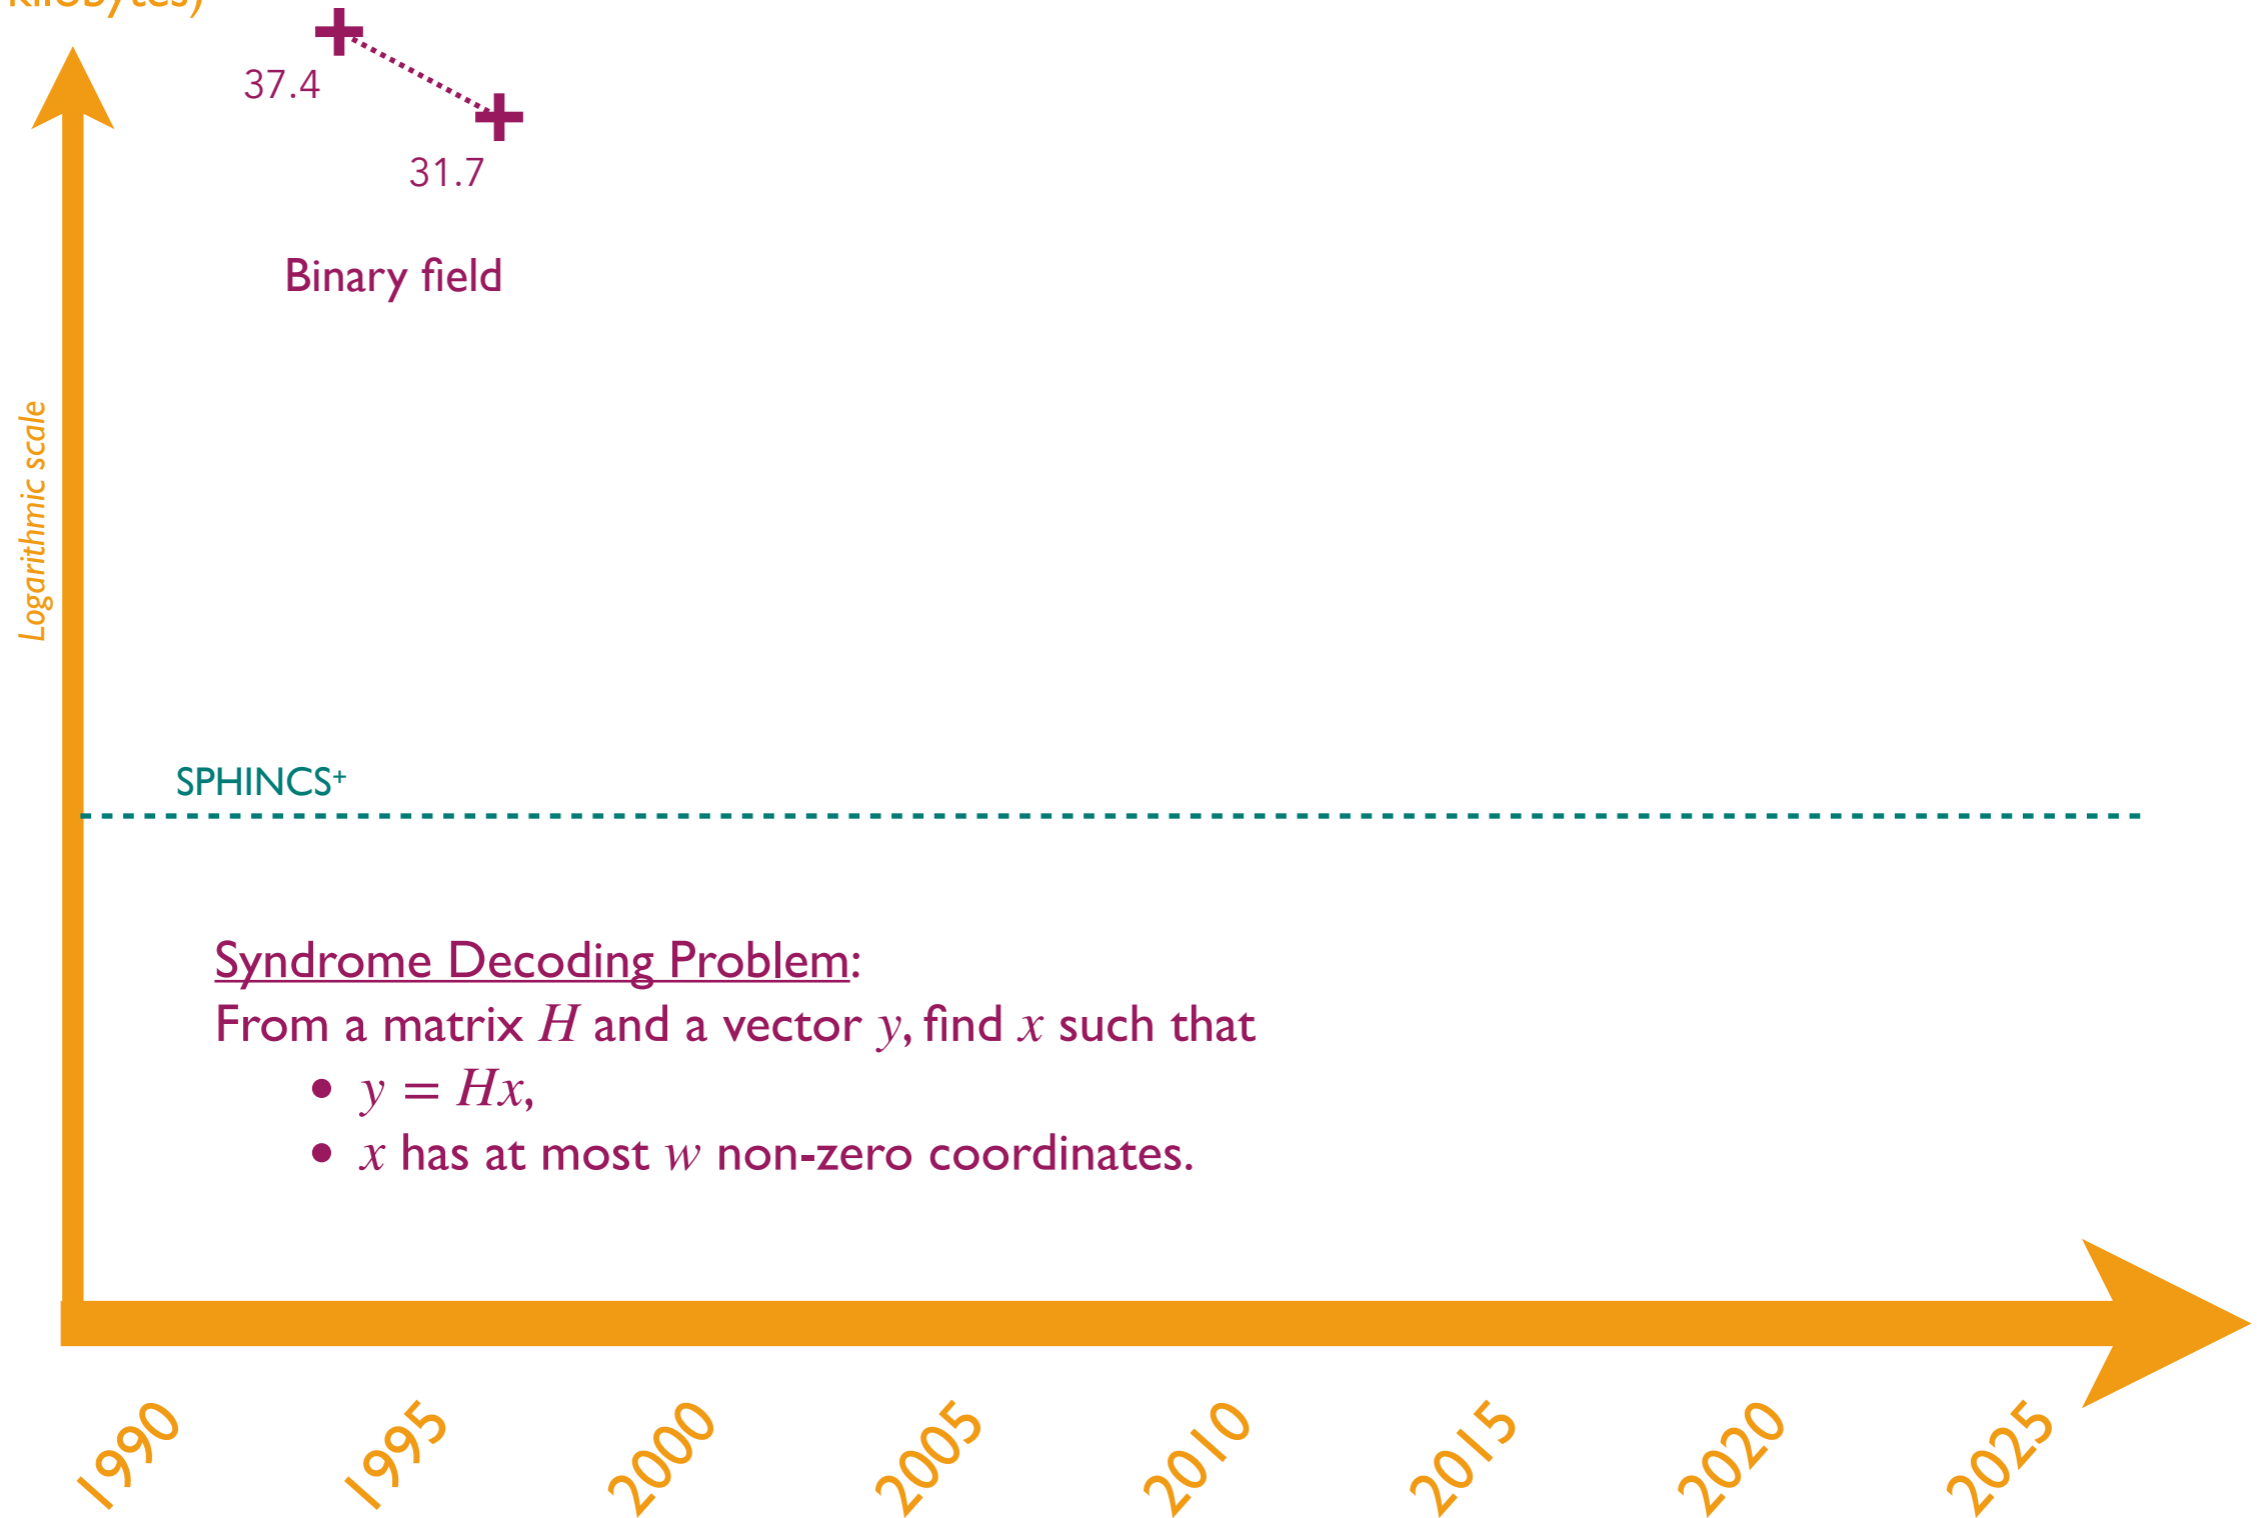 kilobytes)
37.4
31.7
Binary field
Logarithmic scale
SPHINCS⁺
Syndrome Decoding Problem:
From a matrix H and a vector y, find x such that
• y = Hx,
• x has at most w non-zero coordinates.
1990 1995 2000 2005 2010 2015 2020 2025